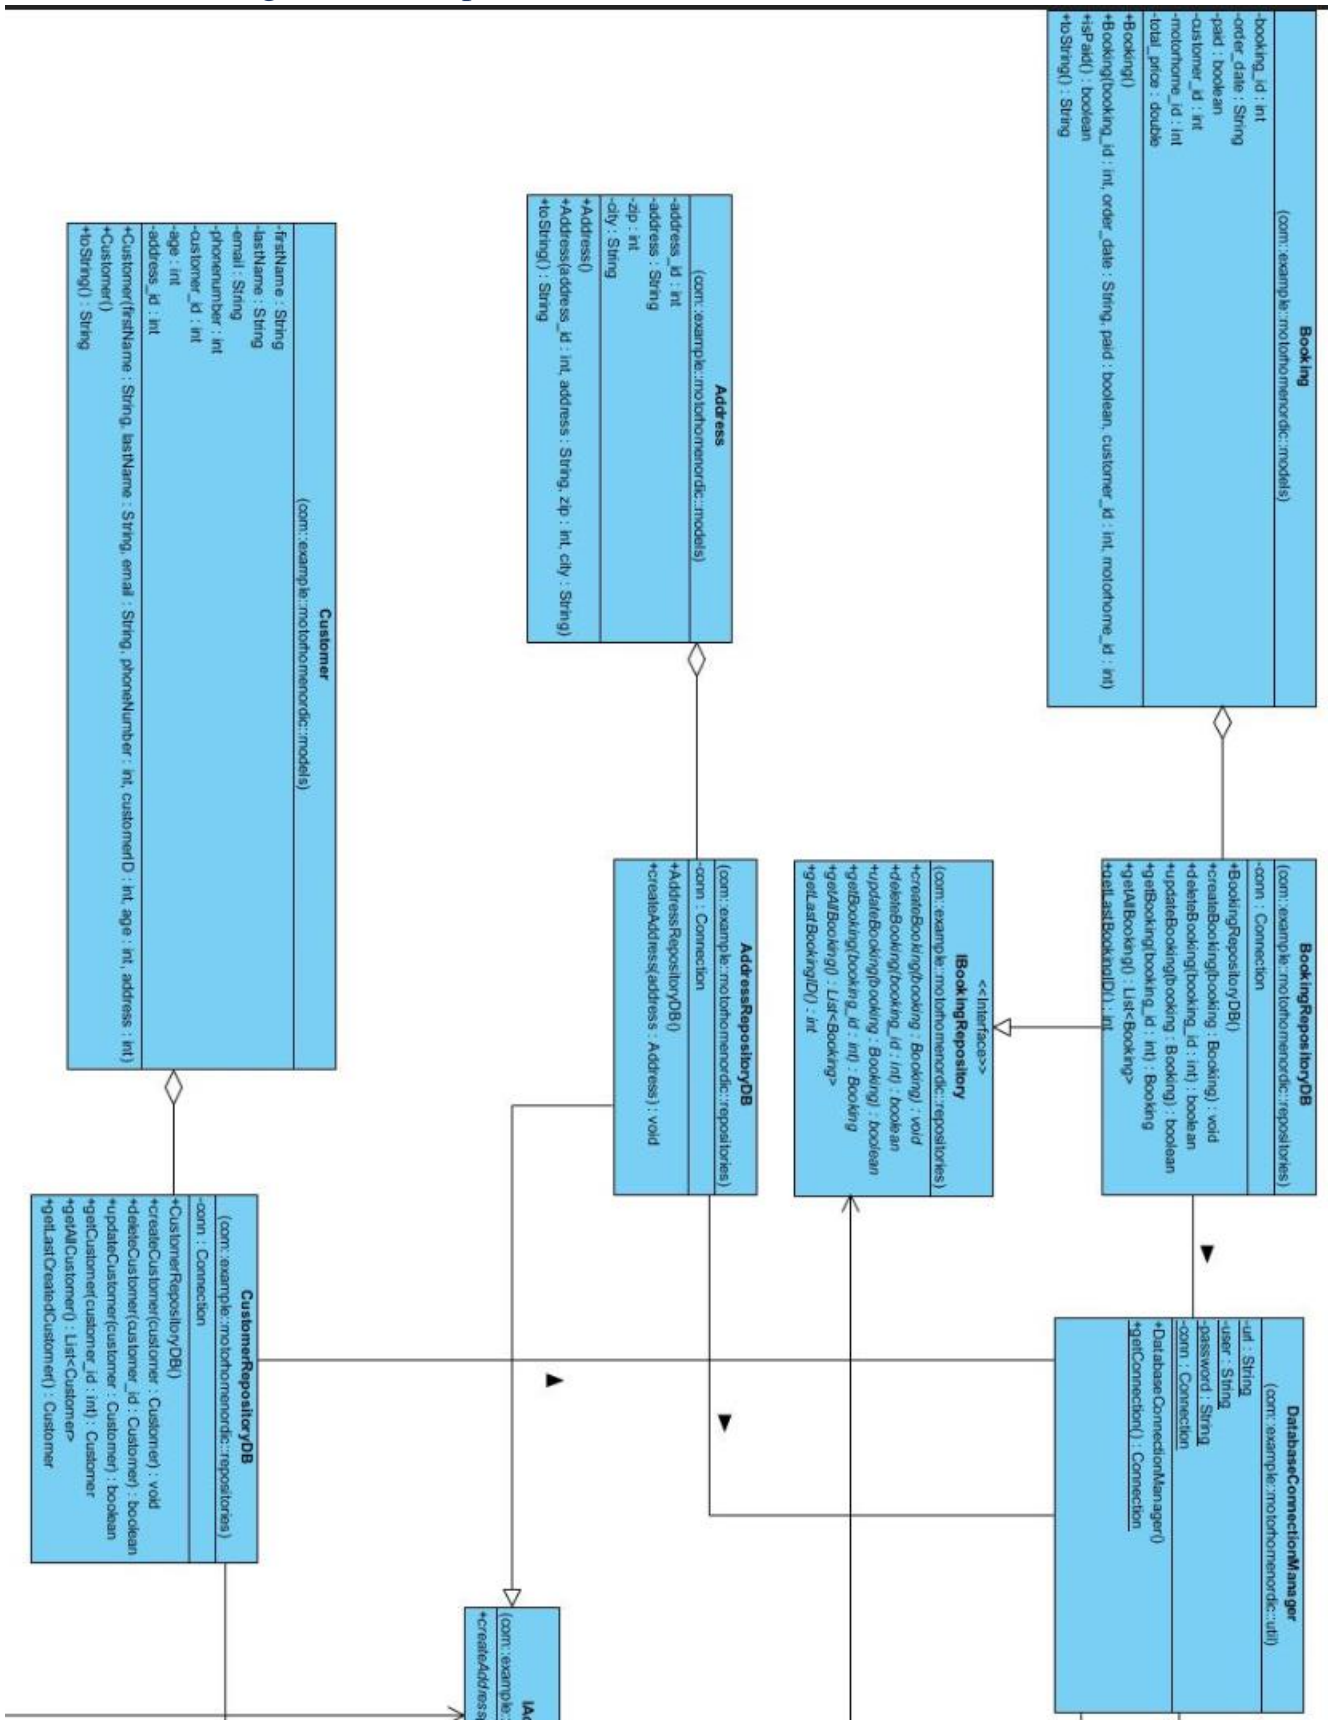 Booking
(com::example::motorhomenordic::models)
-booking_id : int
-order_date : String
-paid : boolean
-customer_id : int
-motorhome_id : int
-total_price : double
+Booking()
+Booking(booking_id : int, order_date : String, paid : boolean, customer_id : int, motorhome_id : int)
+isPaid() : boolean
+toString() : String
BookingRepositoryDB
(com::example::motorhomenordic::repositories)
-conn : Connection
+BookingRepositoryDB()
+createBooking(booking : Booking) : void
+deleteBooking(booking_id : int) : boolean
+updateBooking(booking : Booking) : boolean
+getBooking(booking_id : int) : Booking
+getAllBooking() : List<Booking>
+getLastBookingID() : int
DatabaseConnectionManager
(com::example::motorhomenordic::util)
-url : String
-user : String
-password : String
-conn : Connection
+DatabaseConnectionManager()
+getConnection() : Connection
<<Interface>>
IBookingRepository
(com::example::motorhomenordic::repositories)
+createBooking(booking : Booking) : void
+deleteBooking(booking_id : int) : boolean
+updateBooking(booking : Booking) : boolean
+getBooking(booking_id : int) : Booking
+getAllBooking() : List<Booking>
+getLastBookingID() : int
Address
(com::example::motorhomenordic::models)
-address_id : int
-address : String
-zip : int
-city : String
+Address()
+Address(address_id : int, address : String, zip : int, city : String)
+toString() : String
AddressRepositoryDB
(com::example::motorhomenordic::repositories)
-conn : Connection
+AddressRepositoryDB()
+createAddress(address : Address) : void
(com::example::
+createAddress
Customer
(com::example::motorhomenordic::models)
-firstName : String
-lastName : String
-email : String
-phonenumber : int
-customer_id : int
-age : int
-address_id : int
+Customer(firstName : String, lastName : String, email : String, phoneNumber : int, customerID : int, age : int, address : int)
+Customer()
+toString() : String
CustomerRepositoryDB
(com::example::motorhomenordic::repositories)
-conn : Connection
+CustomerRepositoryDB()
+createCustomer(customer : Customer) : void
+deleteCustomer(customer_id : Customer) : boolean
+updateCustomer(customer : Customer) : boolean
+getCustomer(customer_id : int) : Customer
+getAllCustomer() : List<Customer>
+getLastCreatedCustomer() : Customer